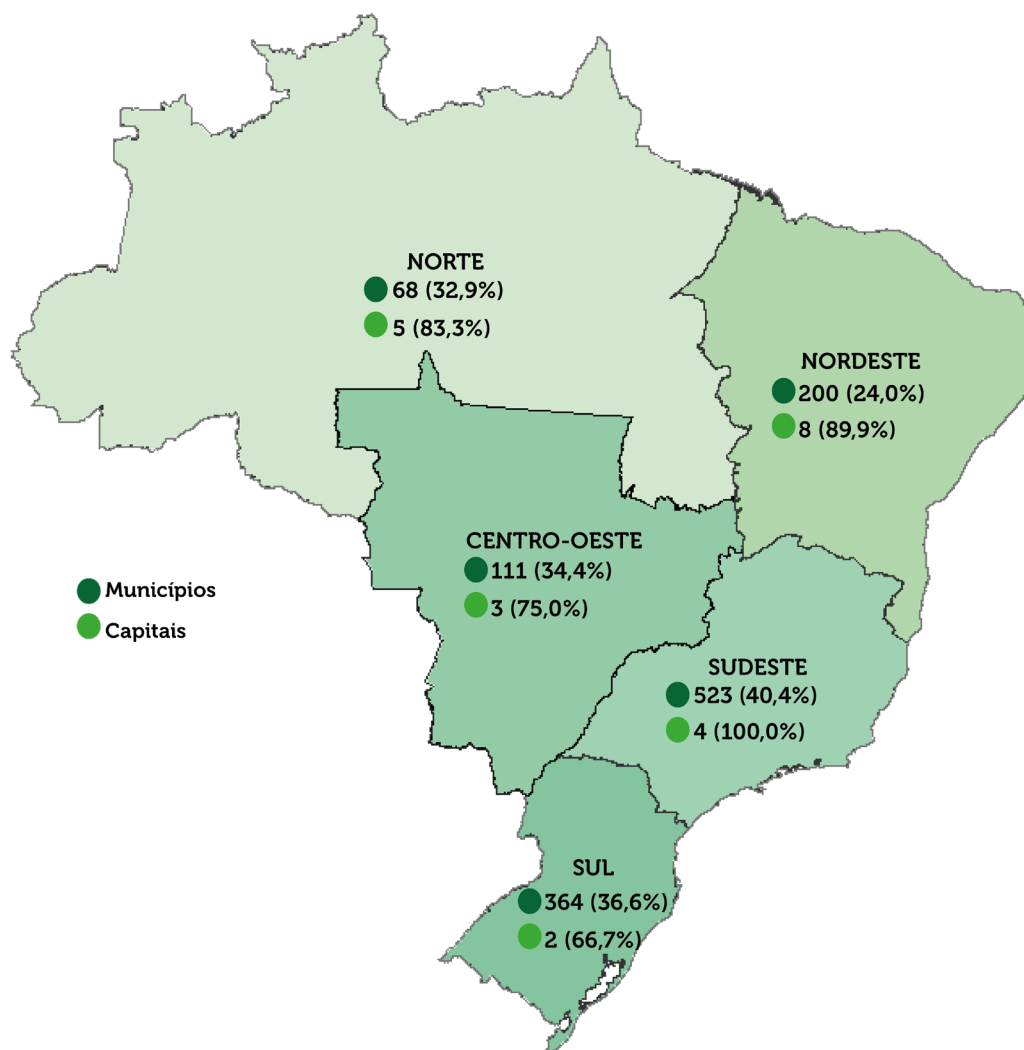 NORTE
68 (32,9%)
5 (83,3%)
NORDESTE
200 (24,0%)
8 (89,9%)
CENTRO-OESTE
111 (34,4%)
3 (75,0%)
Municípios
Capitais
SUDESTE
523 (40,4%)
4 (100,0%)
SUL
364 (36,6%)
2 (66,7%)